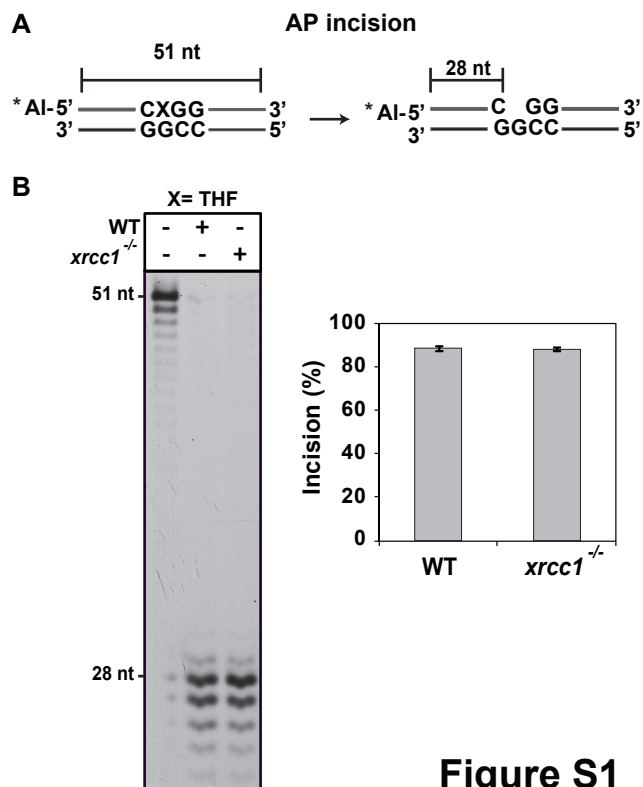 A
AP incision
51 nt
*AI-5’ CXGG 3’
3’ GGCC 5’
28 nt
*AI-5’ C GG 3’
3’ GGCC 5’
B
X= THF
WT - + -
xrcc1 -/- - - +
51 nt
28 nt
Incision (%)
100
80
60
40
20
0
WT xrcc1 -/-
Figure S1